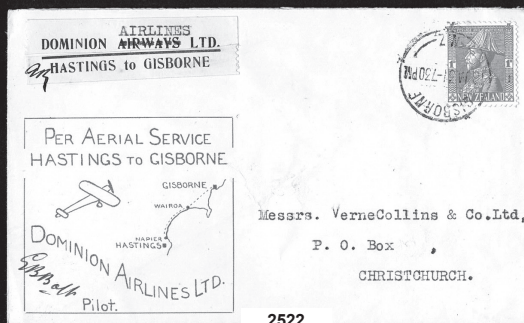 AIRLINES
DOMINION AIRWAYS LTD.
HASTINGS to GISBORNE
GISBORNE
7.30 PM
NEW ZEALAND
PER AERIAL SERVICE
HASTINGS TO GISBORNE
GISBORNE
WAIROA
NAPIER
HASTINGS
DOMINION AIRLINES LTD.
Pilot.
Messrs. VerneCollins & Co.Ltd,
P. O. Box ,
CHRISTCHURCH.
2522